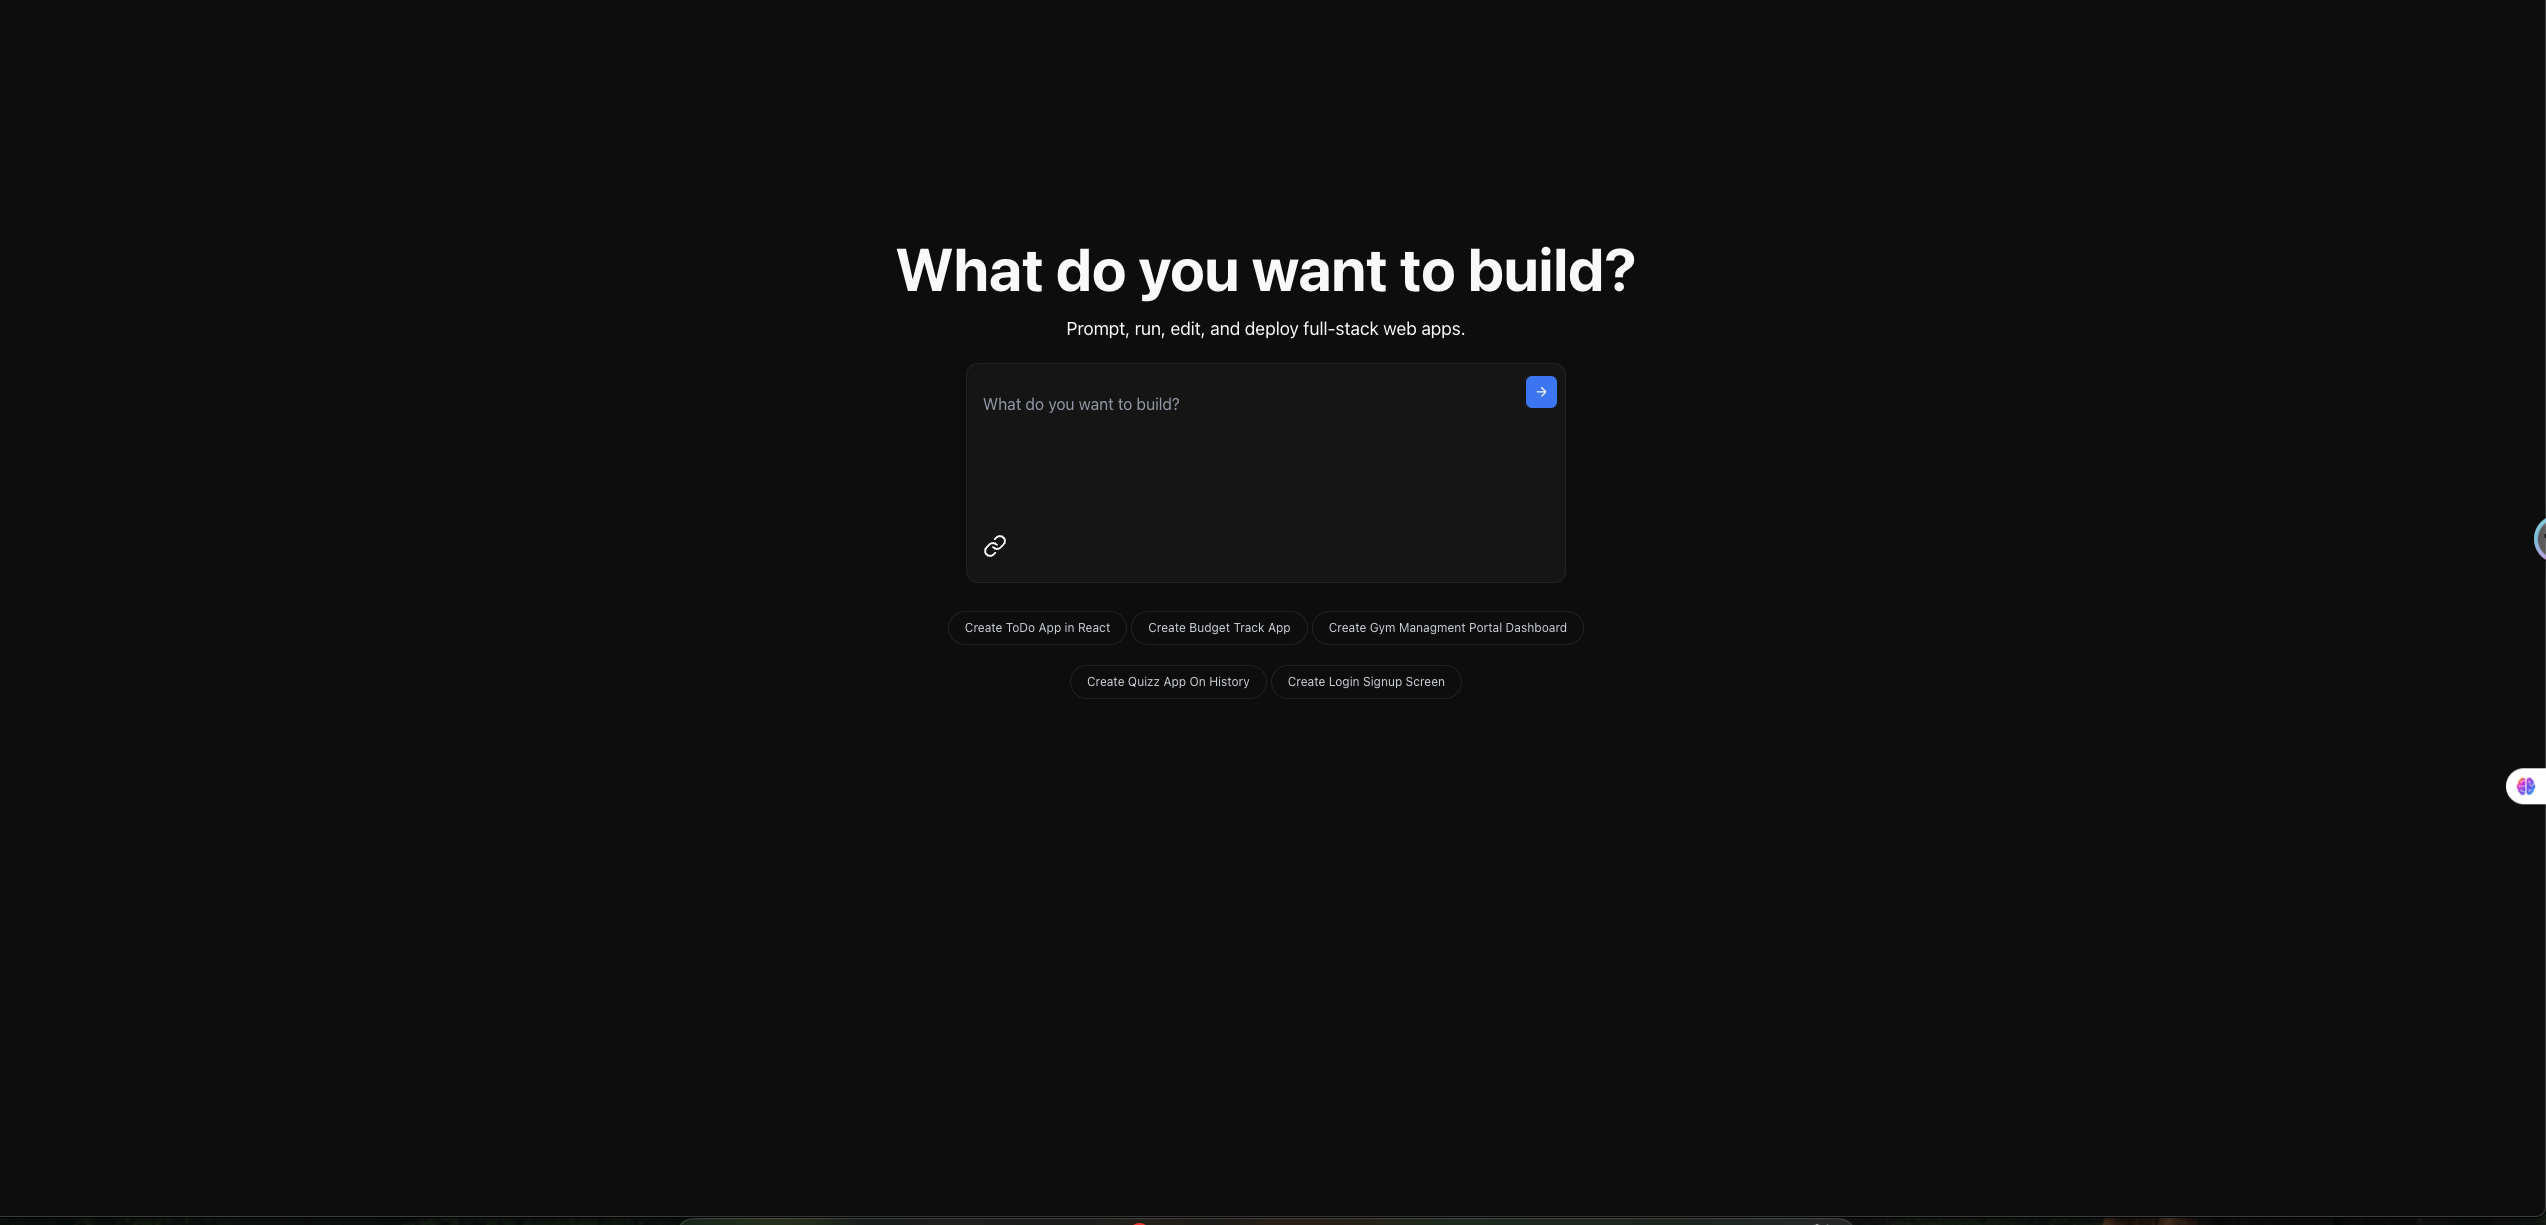 What do you want to build?
Prompt, run, edit, and deploy full-stack web apps.
What do you want to build?
Create ToDo App in React
Create Budget Track App
Create Gym Managment Portal Dashboard
Create Quizz App On History
Create Login Signup Screen